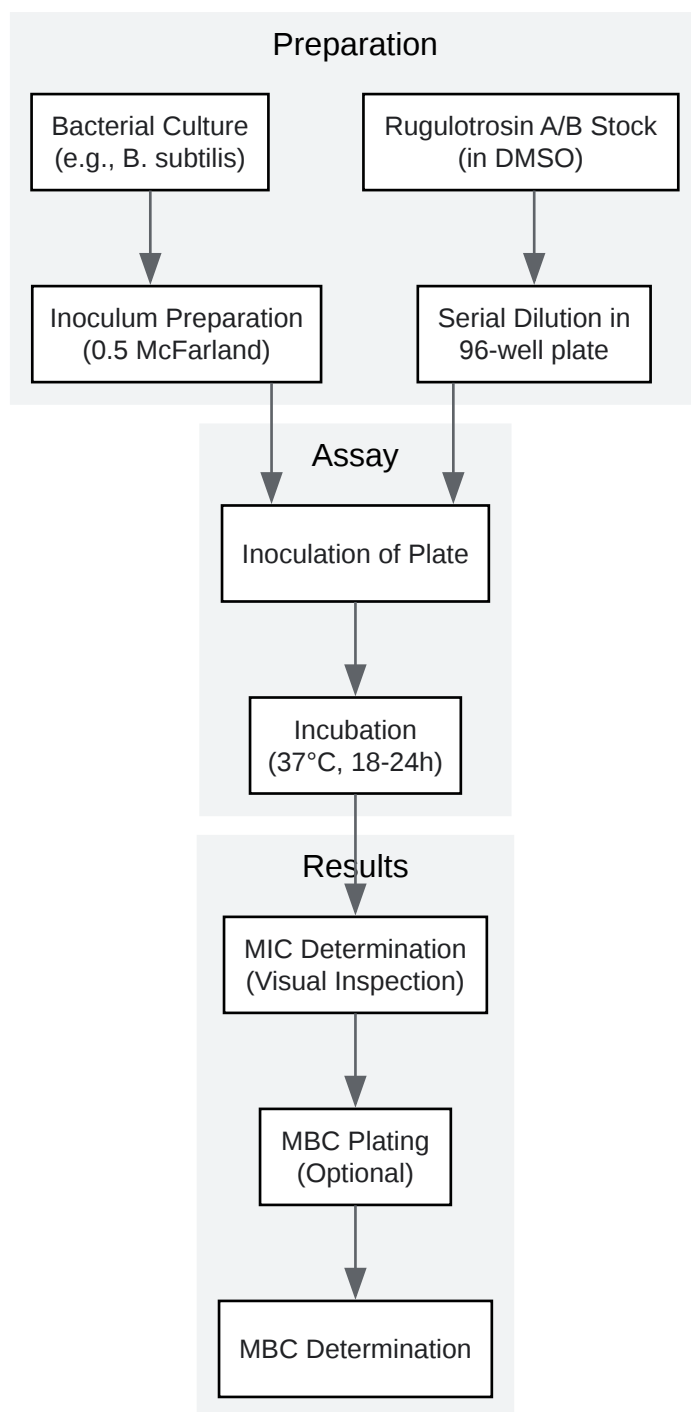 Preparation
Bacterial Culture
(e.g., B. subtilis)
Rugulotrosin A/B Stock
(in DMSO)
Inoculum Preparation
(0.5 McFarland)
Serial Dilution in
96-well plate
Assay
Inoculation of Plate
Incubation
(37°C, 18-24h)
Results
MIC Determination
(Visual Inspection)
MBC Plating
(Optional)
MBC Determination